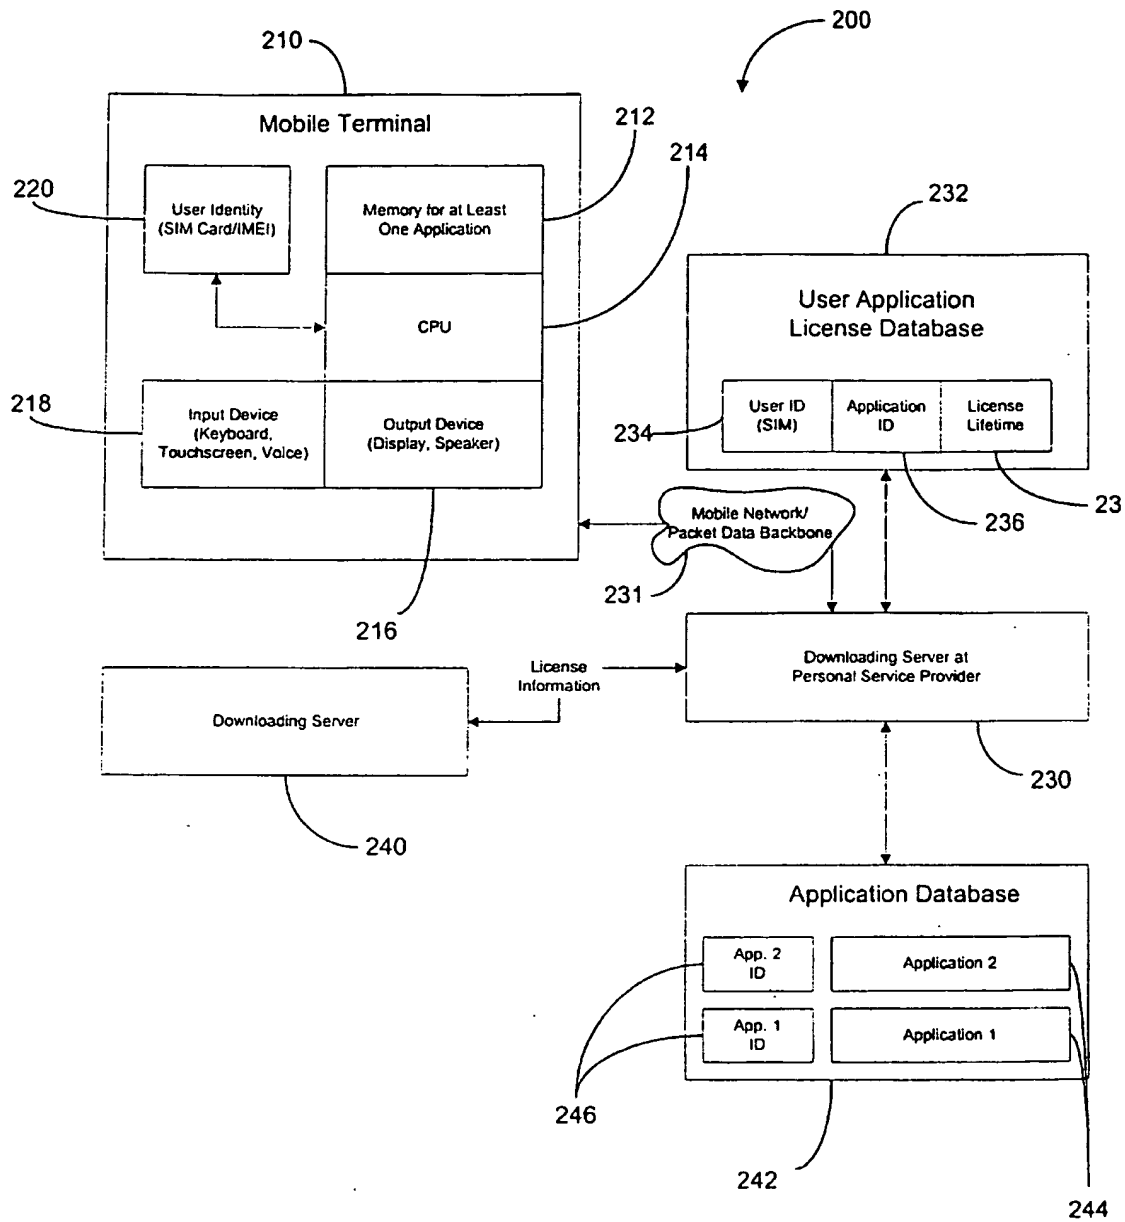 200
210
Mobile Terminal
212
214
220
User Identity
(SIM Card/IMEI)
Memory for at Least
One Application
232
CPU
User Application
License Database
218
Input Device
(Keyboard,
Touchscreen, Voice)
Output Device
(Display, Speaker)
234
User ID
(SIM)
Application
ID
License
Lifetime
236
23
Mobile Network/
Packet Data Backbone
231
216
Downloading Server at
Personal Service Provider
License
Information
Downloading Server
230
240
Application Database
App. 2
ID
Application 2
App. 1
ID
Application 1
246
242
244